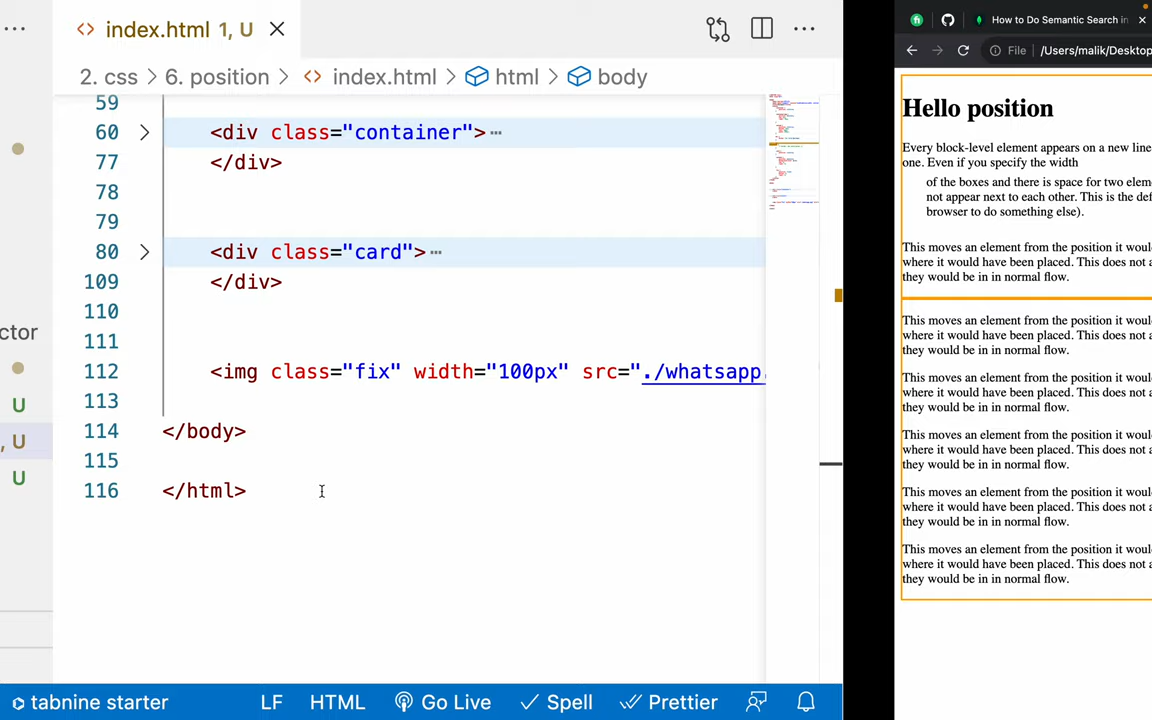 index.html 1, U
2. css > 6. position > index.html > html > body
59
60 <div class="container">
77 </div>
78
79
80 <div class="card">
109 </div>
110
111
112 <img class="fix" width="100px" src="./whatsapp.
113
114 </body>
115
116 </html>
ctor
U
, U
U
tabnine starter LF HTML Go Live Spell Prettier
How to Do Semantic Search in
File /Users/malik/Desktop
Hello position
Every block-level element appears on a new line
one. Even if you specify the width
of the boxes and there is space for two elem
not appear next to each other. This is the def
browser to do something else).
This moves an element from the position it woul
where it would have been placed. This does not a
they would be in in normal flow.
This moves an element from the position it woul
where it would have been placed. This does not a
they would be in in normal flow.
This moves an element from the position it woul
where it would have been placed. This does not a
they would be in in normal flow.
This moves an element from the position it woul
where it would have been placed. This does not a
they would be in in normal flow.
This moves an element from the position it woul
where it would have been placed. This does not a
they would be in in normal flow.
This moves an element from the position it woul
where it would have been placed. This does not a
they would be in in normal flow.